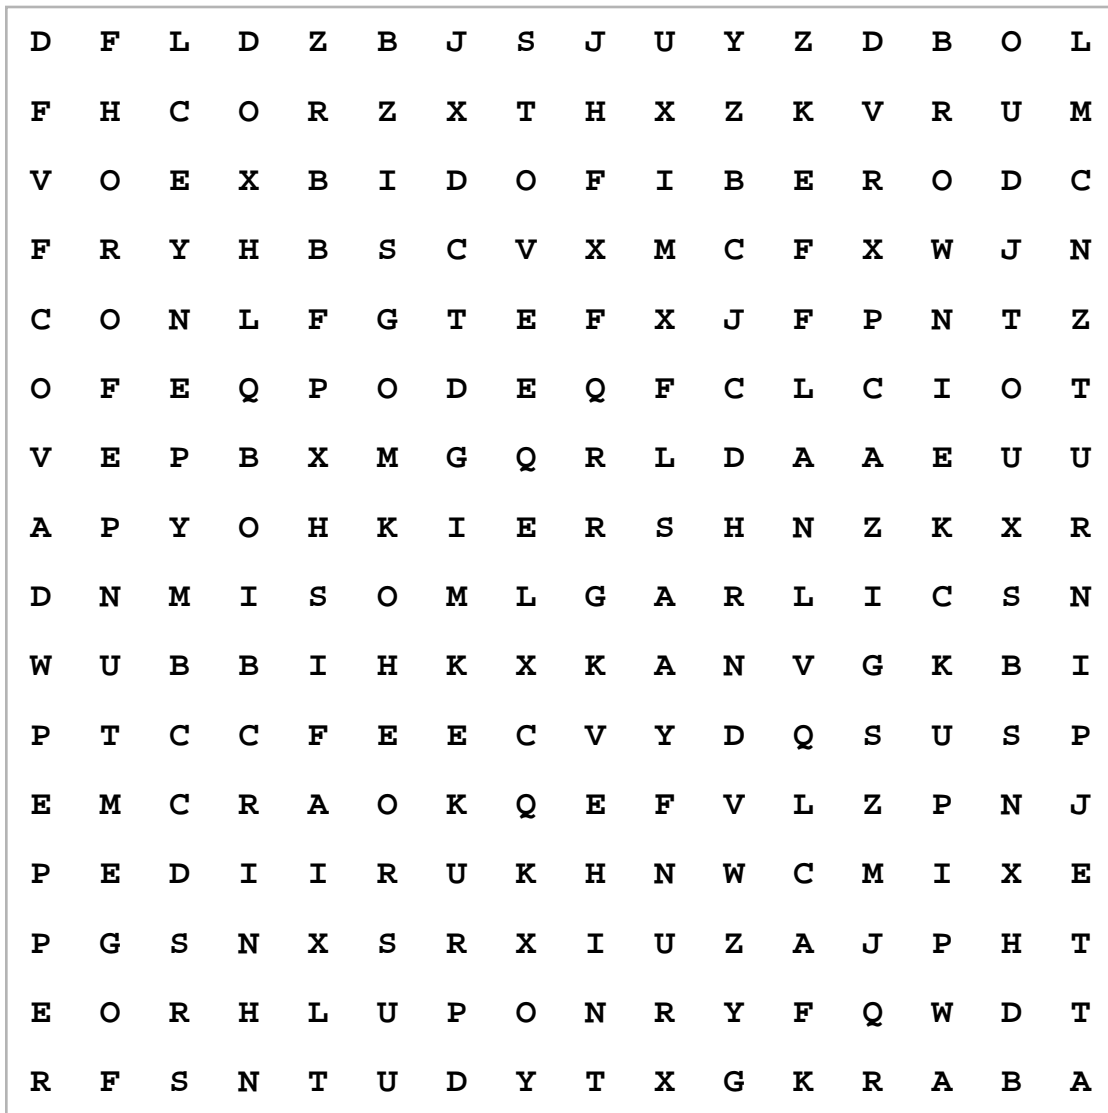 D F L D Z B J S J U Y Z D B O L
F H C O R Z X T H X Z K V R U M
V O E X B I D O F I B E R O D C
F R Y H B S C V X M C F X W J N
C O N L F G T E F X J F P N T Z
O F E Q P O D E Q F C L C I O T
V E P B X M G Q R L D A A E U U
A P Y O H K I E R S H N Z K X R
D N M I S O M L G A R L I C S N
W U B B I H K X K A N V G K B I
P T C C F E E C V Y D Q S U S P
E M C R A O K Q E F V L Z P N J
P E D I I R U K H N W C M I X E
P G S N X S R X I U Z A J P H T
E O R H L U P O N R Y F Q W D T
R F S N T U D Y T X G K R A B A